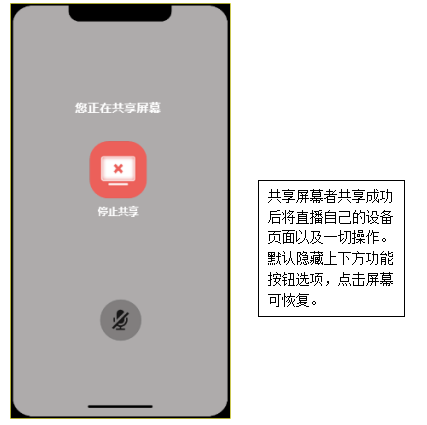 您正在共享屏幕
停止共享
共享屏幕者共享成功
后将直播自己的设备
页面以及一切操作。
默认隐藏上下方功能
按钮选项，点击屏幕
可恢复。